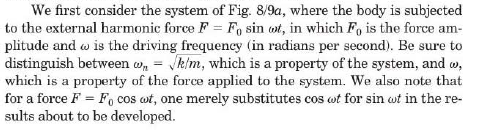 We first consider the system of Fig. 8/9a, where the body is subjected
to the external harmonic force F = F₀ sin ωt, in which F₀ is the force am-
plitude and ω is the driving frequency (in radians per second). Be sure to
distinguish between ωₙ = √k/m, which is a property of the system, and ω,
which is a property of the force applied to the system. We also note that
for a force F = F₀ cos ωt, one merely substitutes cos ωt for sin ωt in the re-
sults about to be developed.